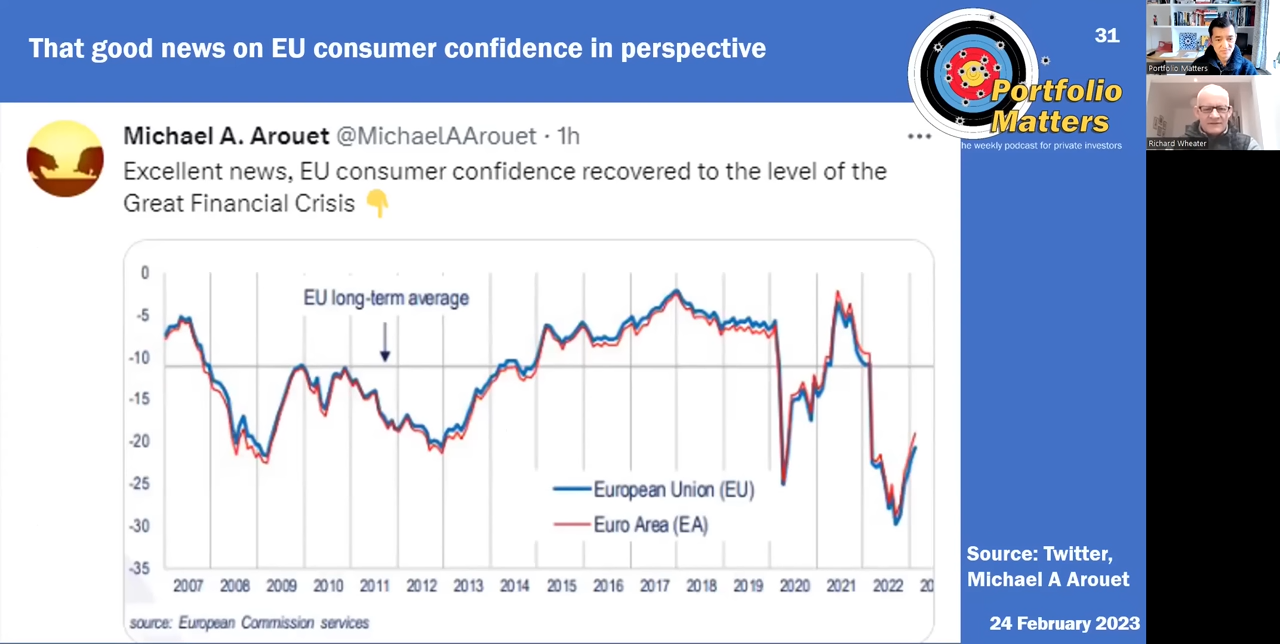 That good news on EU consumer confidence in perspective
31
Portfolio
Matters
he weekly podcast for private investors
Portfolio Matters
Richard Wheater
Michael A. Arouet @MichaelAArouet · 1h
Excellent news, EU consumer confidence recovered to the level of the
Great Financial Crisis 👇
EU long-term average
0
-5
-10
-15
-20
-25
-30
-35
European Union (EU)
Euro Area (EA)
2007 2008 2009 2010 2011 2012 2013 2014 2015 2016 2017 2018 2019 2020 2021 2022 20
source: European Commission services
Source: Twitter,
Michael A Arouet
24 February 2023